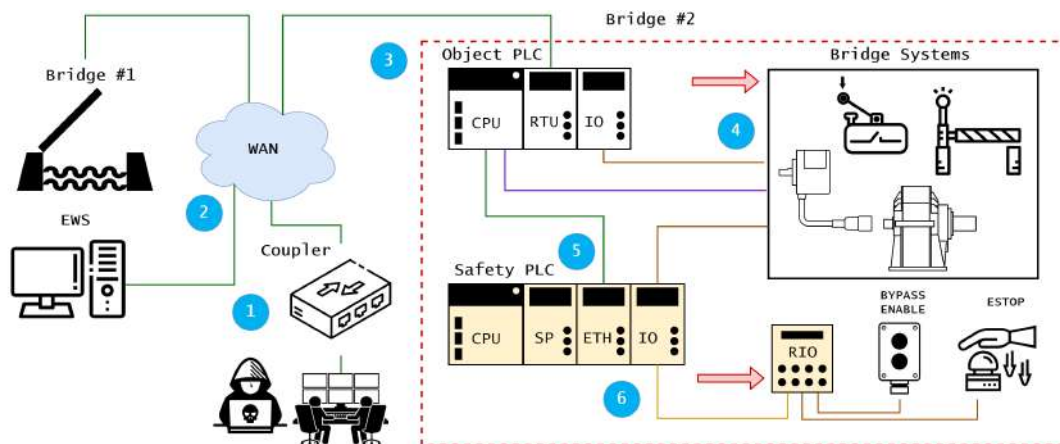 Bridge #2
Bridge #1
3
Object PLC
Bridge Systems
CPU
RTU
IO
4
WAN
2
EWS
Coupler
5
Safety PLC
1
CPU
SP
ETH
IO
BYPASS
ENABLE
ESTOP
RIO
6